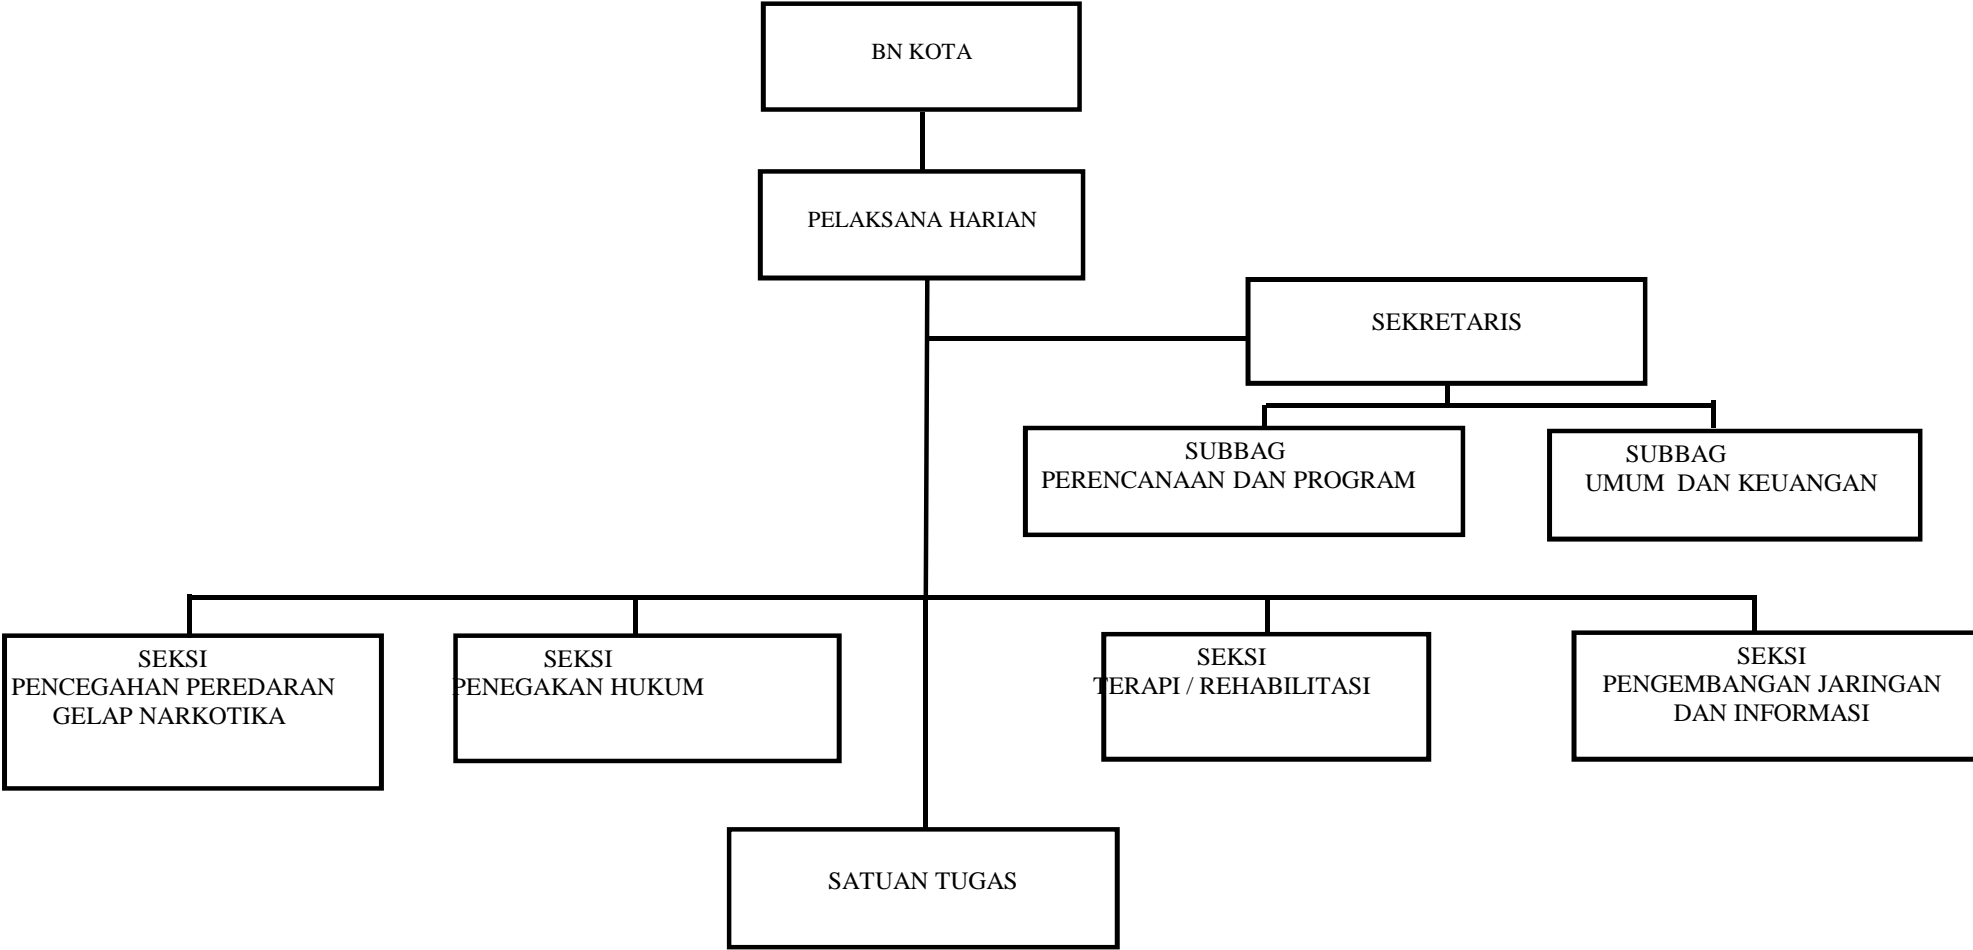 BN KOTA
PELAKSANA HARIAN
SEKRETARIS
SUBBAG
PERENCANAAN DAN PROGRAM
SUBBAG
UMUM  DAN KEUANGAN
SEKSI
PENCEGAHAN PEREDARAN
GELAP NARKOTIKA
SEKSI
PENEGAKAN HUKUM
SEKSI
TERAPI / REHABILITASI
SEKSI
PENGEMBANGAN JARINGAN
DAN INFORMASI
SATUAN TUGAS